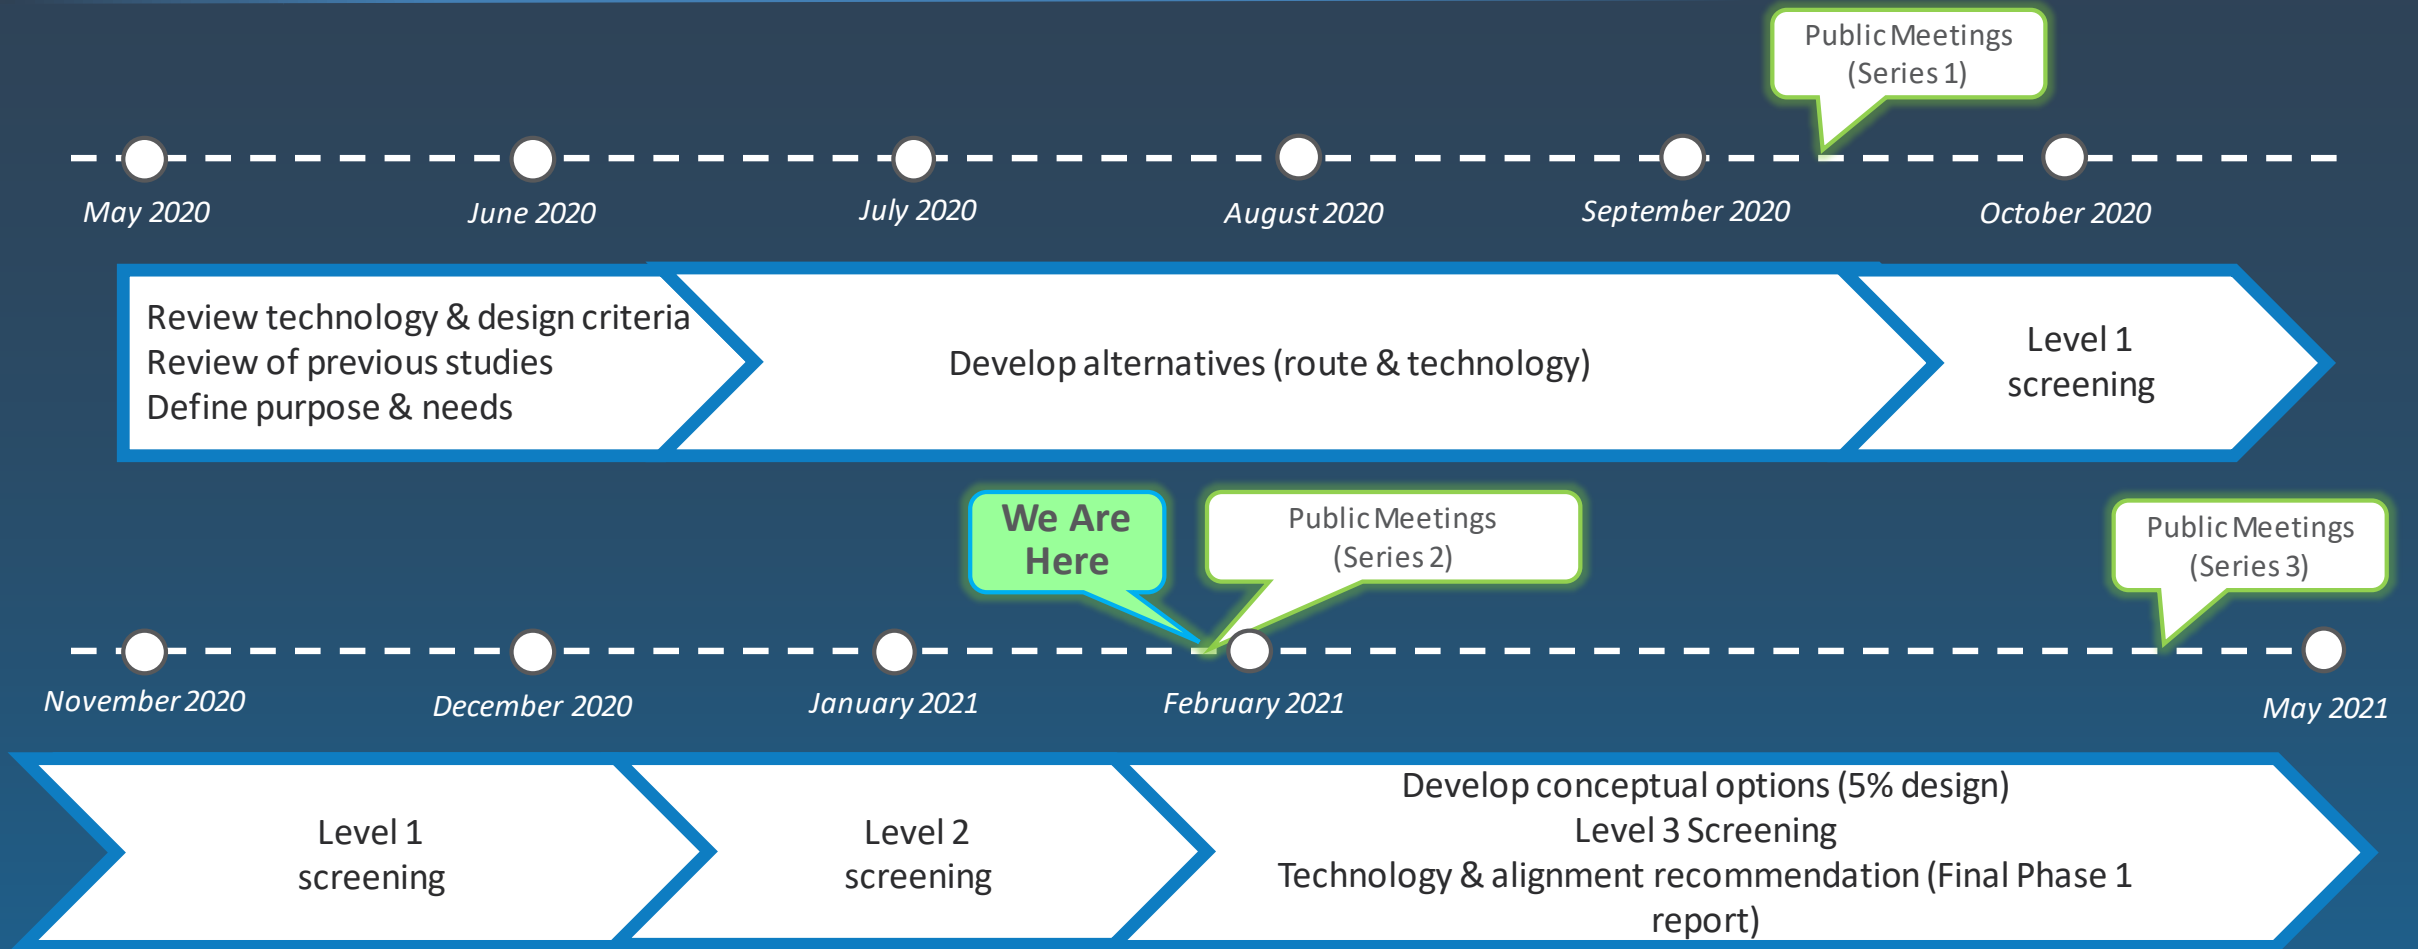 Public Meetings
(Series 1)
May 2020
June 2020
July 2020
August 2020
September 2020
October 2020
Review technology & design criteria
Review of previous studies
Define purpose & needs
Develop alternatives (route & technology)
Level 1
screening
We Are
Here
Public Meetings
(Series 2)
Public Meetings
(Series 3)
November 2020
December 2020
January 2021
February 2021
May 2021
Level 1
screening
Level 2
screening
Develop conceptual options (5% design)
Level 3 Screening
Technology & alignment recommendation (Final Phase 1
report)